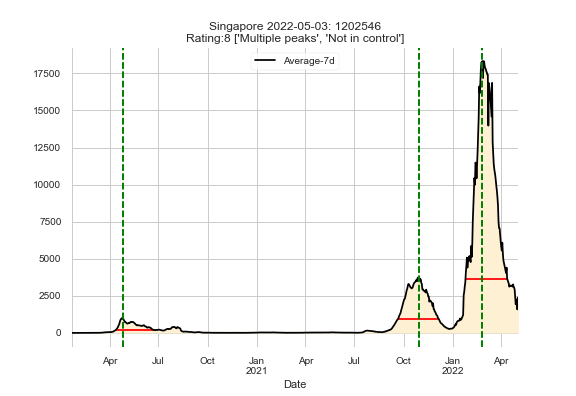 Singapore 2022-05-03: 1202546
Rating:8 ['Multiple peaks', 'Not in control']
Average-7d
17500
15000
12500
10000
7500
5000
2500
0
Apr Jul Oct Jan Apr Jul Oct Jan Apr
2021 2022
Date